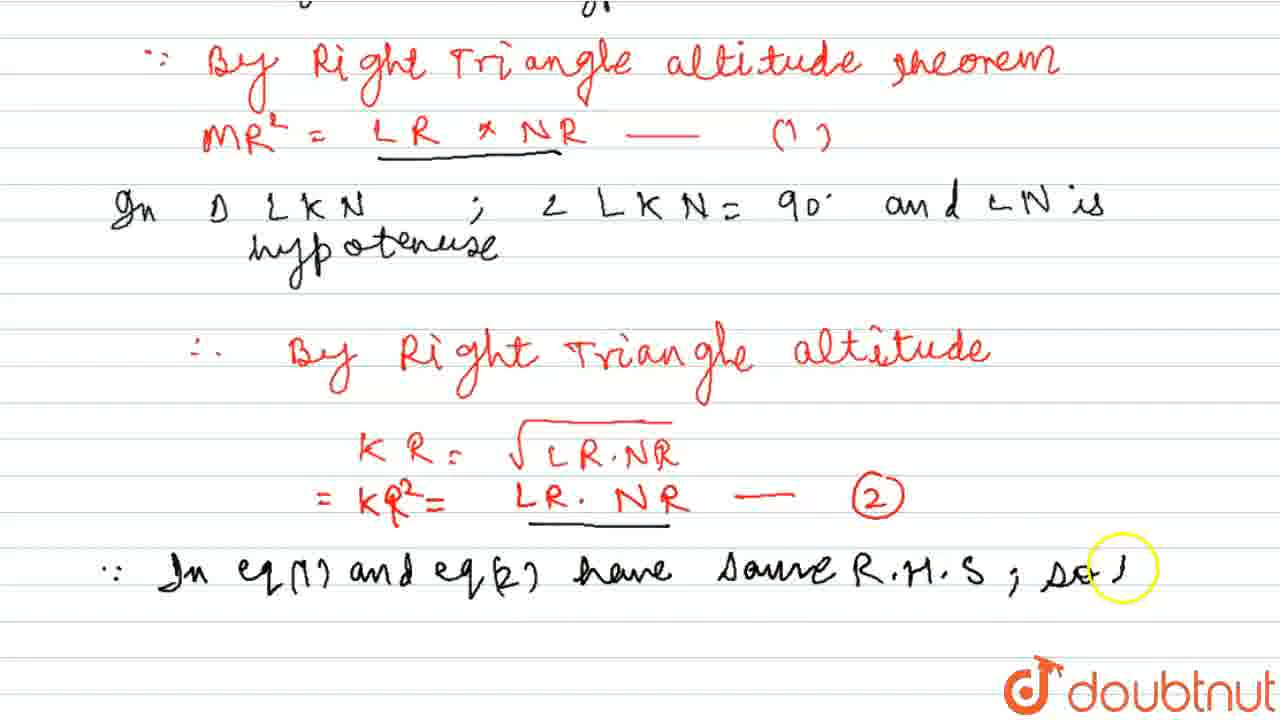 ∵ By Right Triangle altitude theorem
MR² = LR × NR — (1)
In Δ LKN ; ∠ LKN = 90° and LN is
hypotenuse
∴ By Right Triangle altitude
KR = √LR.NR
= KR² = LR. NR — (2)
∵ In eq(1) and eq(2) have same R.H.S ; so
doubtnut